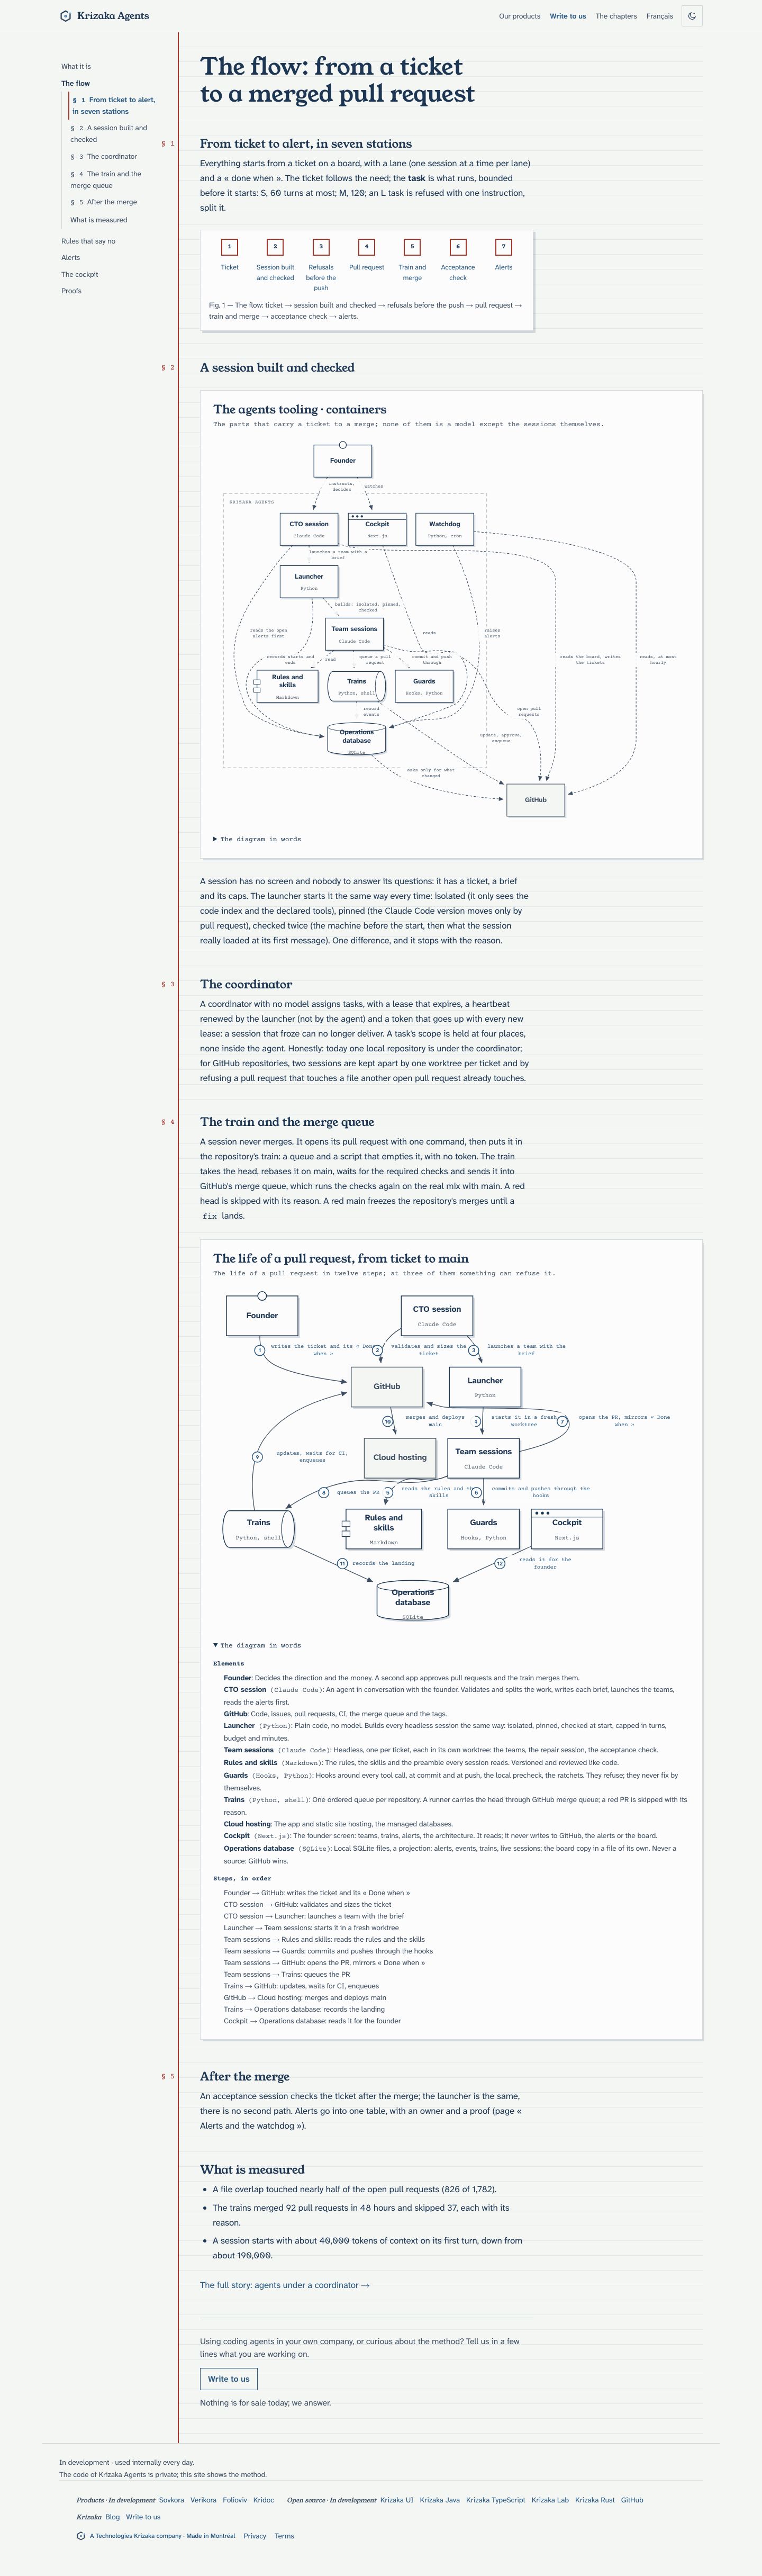 Krizaka Agents
Our products
Write to us
The chapters
Français
What it is
The flow
§ 1 From ticket to alert,
in seven stations
§ 2 A session built and
checked
§ 3 The coordinator
§ 4 The train and the
merge queue
§ 5 After the merge
What is measured
Rules that say no
Alerts
The cockpit
Proofs
The flow: from a ticket
to a merged pull request
§ 1
From ticket to alert, in seven stations
Everything starts from a ticket on a board, with a lane (one session at a time per lane)
and a « done when ». The ticket follows the need; the task is what runs, bounded
before it starts: S, 60 turns at most; M, 120; an L task is refused with one instruction,
split it.
1
2
3
4
5
6
7
Ticket
Session built
and checked
Refusals
before the
push
Pull request
Train and
merge
Acceptance
check
Alerts
Fig. 1 — The flow: ticket → session built and checked → refusals before the push → pull request →
train and merge → acceptance check → alerts.
§ 2
A session built and checked
The agents tooling · containers
The parts that carry a ticket to a merge; none of them is a model except the sessions themselves.
Founder
instructs,
decides
watches
KRIZAKA AGENTS
CTO session
Claude Code
Cockpit
Next.js
Watchdog
Python, cron
launches a team with a
brief
Launcher
Python
builds: isolated, pinned,
checked
Team sessions
Claude Code
reads the open
alerts first
reads
raises
alerts
records starts and
ends
read
queue a pull
request
commit and push
through
reads the board, writes
the tickets
reads, at most
hourly
Rules and
skills
Markdown
Trains
Python, shell
Guards
Hooks, Python
record
events
open pull
requests
Operations
database
SQLite
update, approve,
enqueue
asks only for what
changed
GitHub
▶ The diagram in words
A session has no screen and nobody to answer its questions: it has a ticket, a brief
and its caps. The launcher starts it the same way every time: isolated (it only sees the
code index and the declared tools), pinned (the Claude Code version moves only by
pull request), checked twice (the machine before the start, then what the session
really loaded at its first message). One difference, and it stops with the reason.
§ 3
The coordinator
A coordinator with no model assigns tasks, with a lease that expires, a heartbeat
renewed by the launcher (not by the agent) and a token that goes up with every new
lease: a session that froze can no longer deliver. A task's scope is held at four places,
none inside the agent. Honestly: today one local repository is under the coordinator;
for GitHub repositories, two sessions are kept apart by one worktree per ticket and by
refusing a pull request that touches a file another open pull request already touches.
§ 4
The train and the merge queue
A session never merges. It opens its pull request with one command, then puts it in
the repository's train: a queue and a script that empties it, with no token. The train
takes the head, rebases it on main, waits for the required checks and sends it into
GitHub's merge queue, which runs the checks again on the real mix with main. A red
head is skipped with its reason. A red main freezes the repository's merges until a
fix lands.
The life of a pull request, from ticket to main
The life of a pull request in twelve steps; at three of them something can refuse it.
Founder
CTO session
Claude Code
1
writes the ticket and its « Done
when »
2
validates and sizes the
ticket
3
launches a team with the
brief
GitHub
Launcher
Python
10
merges and deploys
main
starts it in a fresh
worktree
7
opens the PR, mirrors « Done
when »
9
updates, waits for CI,
enqueues
Cloud hosting
Team sessions
Claude Code
8
queues the PR
5
reads the rules and the
skills
6
commits and pushes through the
hooks
Trains
Python, shell
Rules and
skills
Markdown
Guards
Hooks, Python
Cockpit
Next.js
11
records the landing
12
reads it for the
founder
Operations
database
SQLite
▼ The diagram in words
Elements
Founder: Decides the direction and the money. A second app approves pull requests and the train merges them.
CTO session (Claude Code): An agent in conversation with the founder. Validates and splits the work, writes each brief, launches the teams,
reads the alerts first.
GitHub: Code, issues, pull requests, CI, the merge queue and the tags.
Launcher (Python): Plain code, no model. Builds every headless session the same way: isolated, pinned, checked at start, capped in turns,
budget and minutes.
Team sessions (Claude Code): Headless, one per ticket, each in its own worktree: the teams, the repair session, the acceptance check.
Rules and skills (Markdown): The rules, the skills and the preamble every session reads. Versioned and reviewed like code.
Guards (Hooks, Python): Hooks around every tool call, at commit and at push, the local precheck, the ratchets. They refuse; they never fix by
themselves.
Trains (Python, shell): One ordered queue per repository. A runner carries the head through GitHub merge queue; a red PR is skipped with its
reason.
Cloud hosting: The app and static site hosting, the managed databases.
Cockpit (Next.js): The founder screen: teams, trains, alerts, the architecture. It reads; it never writes to GitHub, the alerts or the board.
Operations database (SQLite): Local SQLite files, a projection: alerts, events, trains, live sessions; the board copy in a file of its own. Never a
source: GitHub wins.
Steps, in order
Founder → GitHub: writes the ticket and its « Done when »
CTO session → GitHub: validates and sizes the ticket
CTO session → Launcher: launches a team with the brief
Launcher → Team sessions: starts it in a fresh worktree
Team sessions → Rules and skills: reads the rules and the skills
Team sessions → Guards: commits and pushes through the hooks
Team sessions → GitHub: opens the PR, mirrors « Done when »
Team sessions → Trains: queues the PR
Trains → GitHub: updates, waits for CI, enqueues
GitHub → Cloud hosting: merges and deploys main
Trains → Operations database: records the landing
Cockpit → Operations database: reads it for the founder
§ 5
After the merge
An acceptance session checks the ticket after the merge; the launcher is the same,
there is no second path. Alerts go into one table, with an owner and a proof (page «
Alerts and the watchdog »).
What is measured
• A file overlap touched nearly half of the open pull requests (826 of 1,782).
• The trains merged 92 pull requests in 48 hours and skipped 37, each with its
reason.
• A session starts with about 40,000 tokens of context on its first turn, down from
about 190,000.
The full story: agents under a coordinator →
Using coding agents in your own company, or curious about the method? Tell us in a few
lines what you are working on.
Write to us
Nothing is for sale today; we answer.
In development · used internally every day.
The code of Krizaka Agents is private; this site shows the method.
Products · In development Sovkora Verikora Folioviv Kridoc Open source · In development Krizaka UI Krizaka Java Krizaka TypeScript Krizaka Lab Krizaka Rust GitHub
Krizaka Blog Write to us
A Technologies Krizaka company · Made in Montréal Privacy Terms